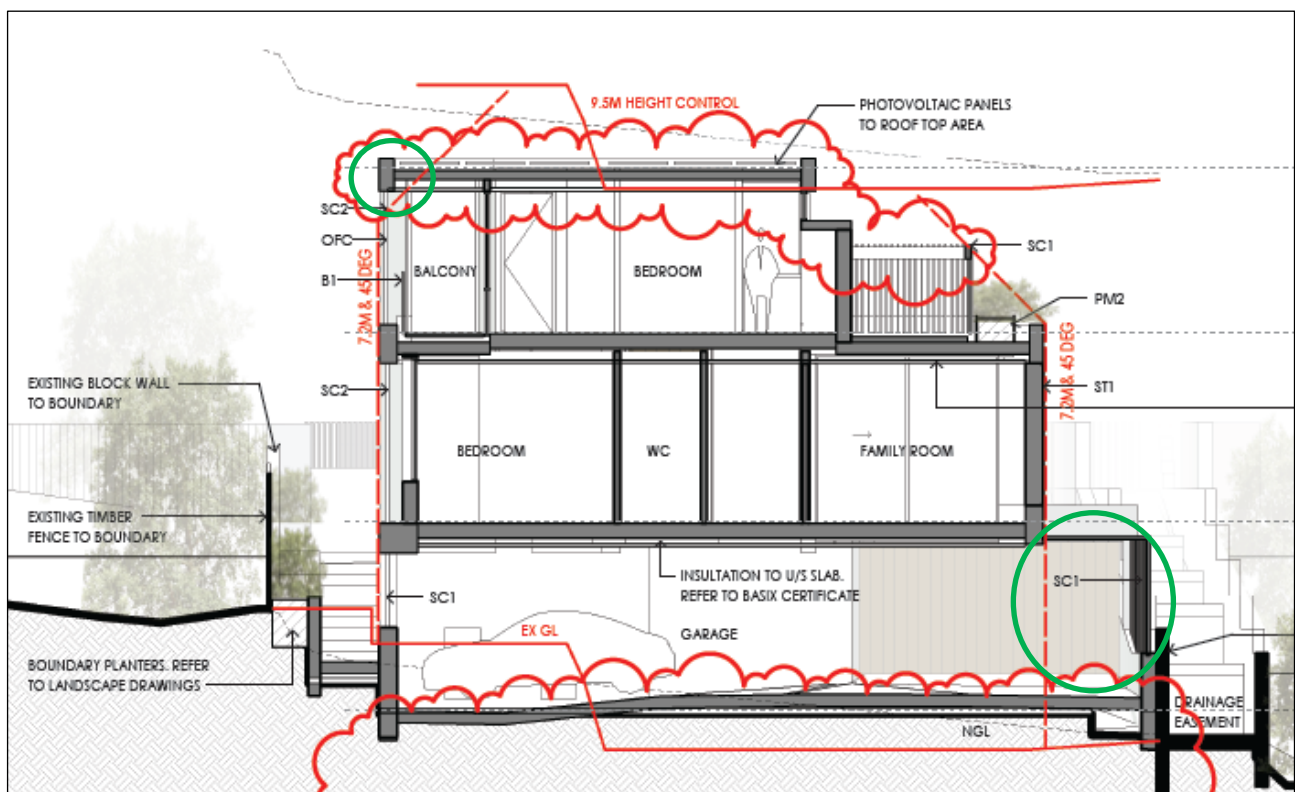 9.5M HEIGHT CONTROL
PHOTOVOLTAIC PANELS
TO ROOF TOP AREA
SC2
OFC
SC1
B1
BALCONY
BEDROOM
PM2
7.2M & 45 DEG
7.2M & 45 DEG
EXISTING BLOCK WALL
TO BOUNDARY
SC2
ST1
BEDROOM
WC
FAMILY ROOM
EXISTING TIMBER
FENCE TO BOUNDARY
INSULTATION TO U/S SLAB.
REFER TO BASIX CERTIFICATE
SC1
SC1
EX GL
GARAGE
BOUNDARY PLANTERS. REFER
TO LANDSCAPE DRAWINGS
DRAINAGE
EASEMENT
NGL